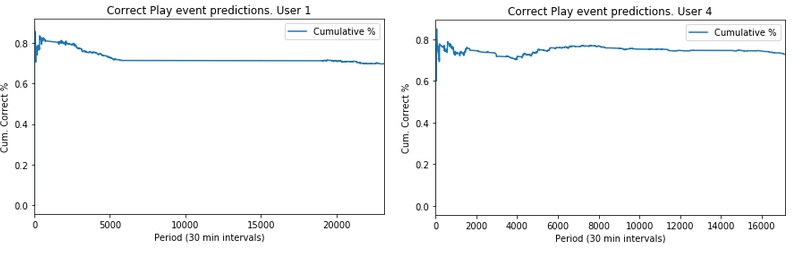 Correct Play event predictions. User 1
Cumulative %
Cum. Correct %
0.8
0.6
0.4
0.2
0.0
0 5000 10000 15000 20000
Period (30 min intervals)
Correct Play event predictions. User 4
Cumulative %
Cum. Correct %
0.8
0.6
0.4
0.2
0.0
0 2000 4000 6000 8000 10000 12000 14000 16000
Period (30 min intervals)